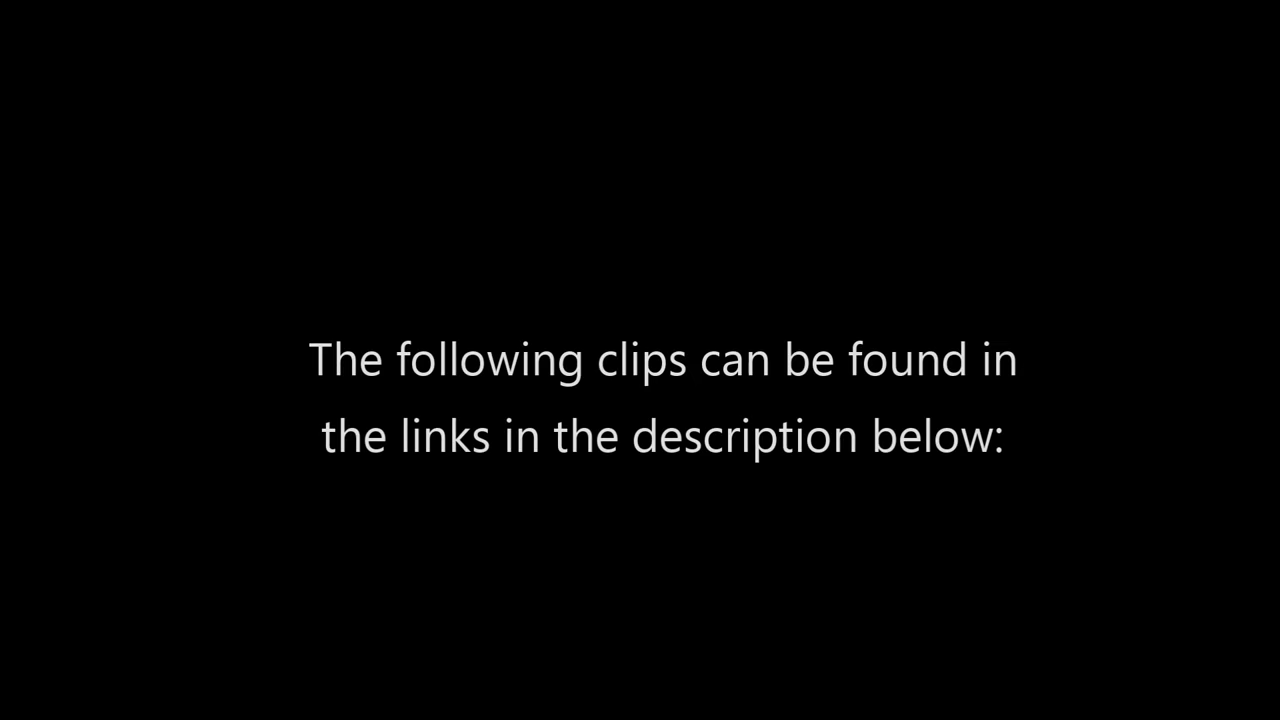 The following clips can be found in
the links in the description below: